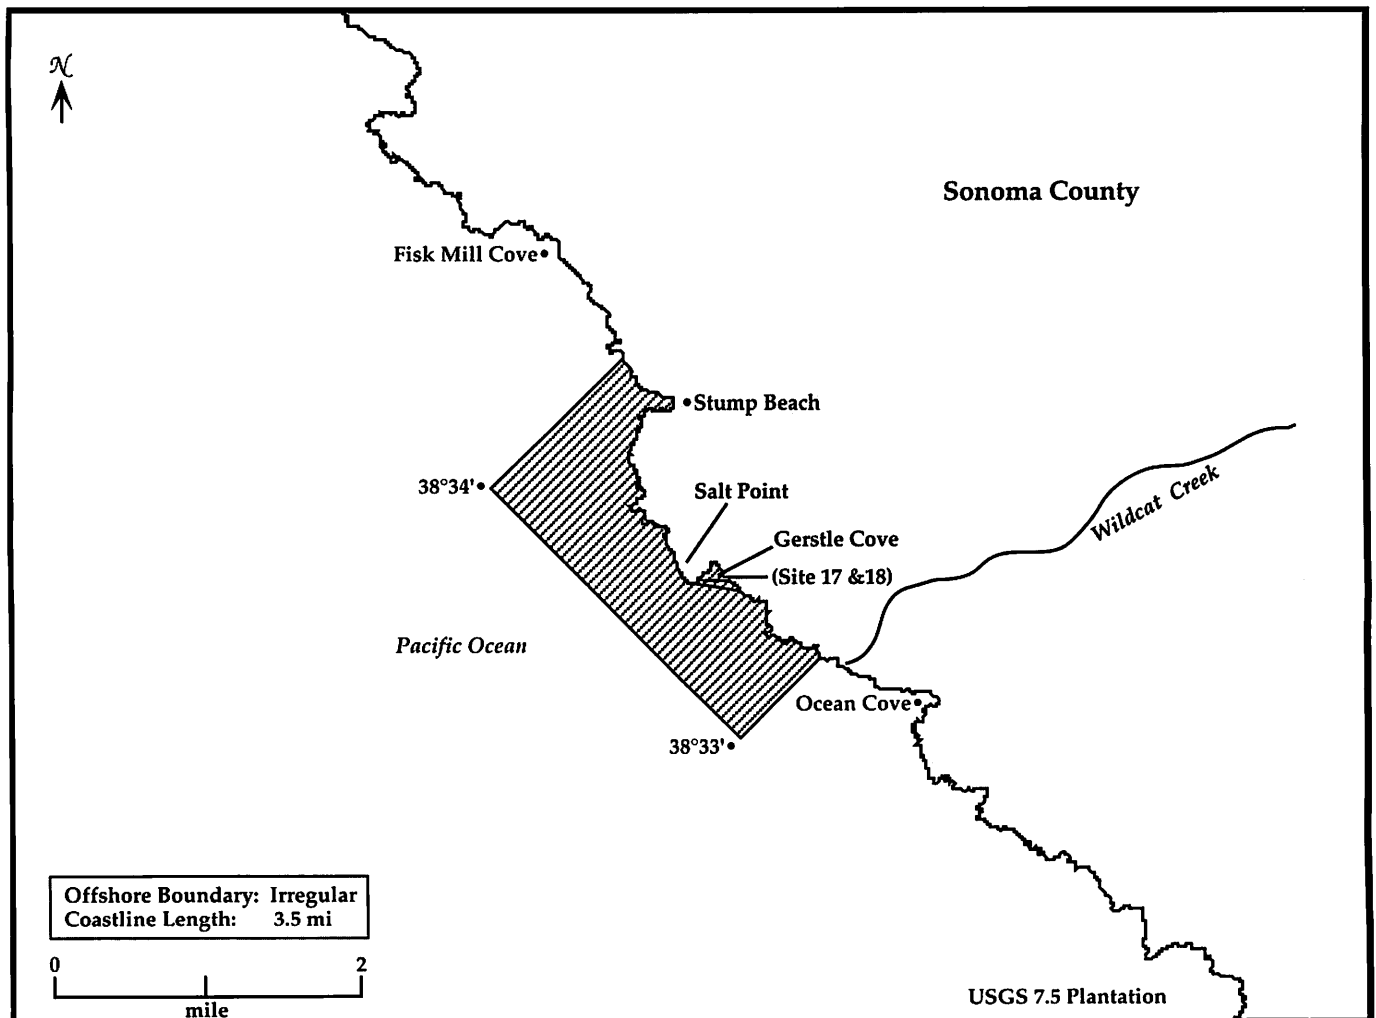 N
Sonoma County
Fisk Mill Cove
Stump Beach
38°34'
Salt Point
Wildcat Creek
Gerstle Cove
(Site 17 &18)
Pacific Ocean
Ocean Cove
38°33'
Offshore Boundary: Irregular
Coastline Length: 3.5 mi
0 2
mile
USGS 7.5 Plantation